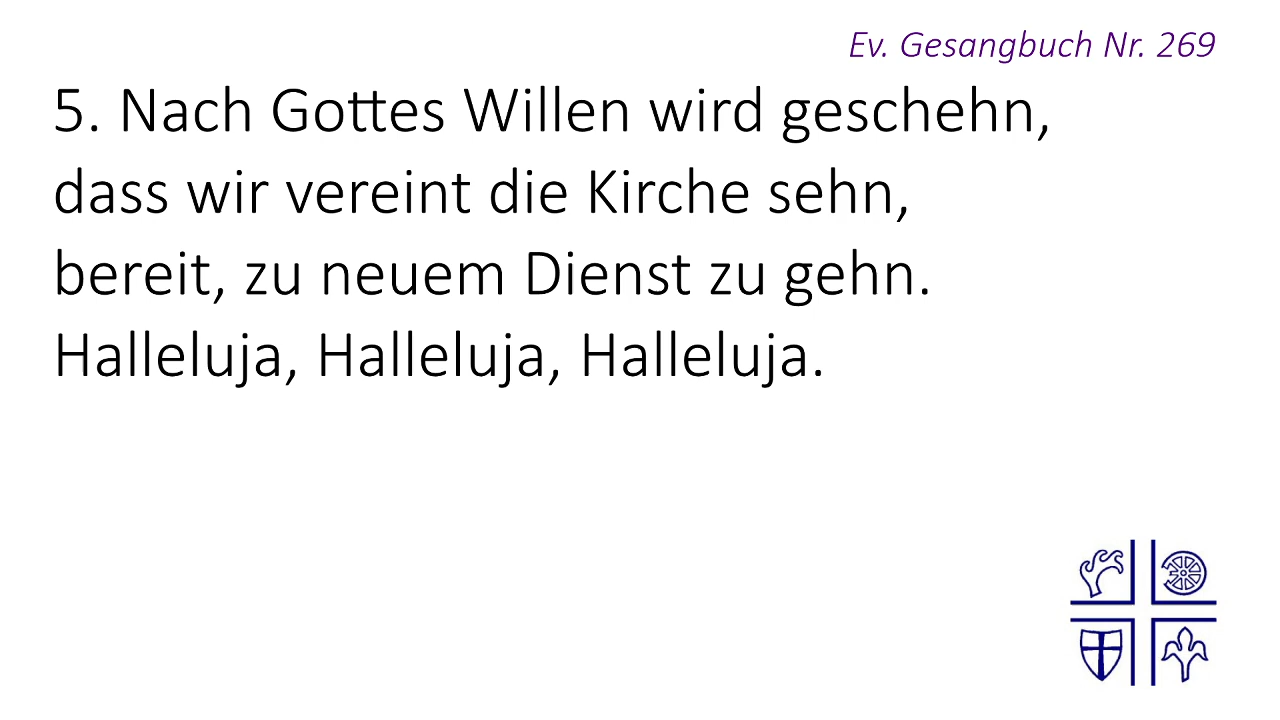 Ev. Gesangbuch Nr. 269
5. Nach Gottes Willen wird geschehn,
dass wir vereint die Kirche sehn,
bereit, zu neuem Dienst zu gehn.
Halleluja, Halleluja, Halleluja.